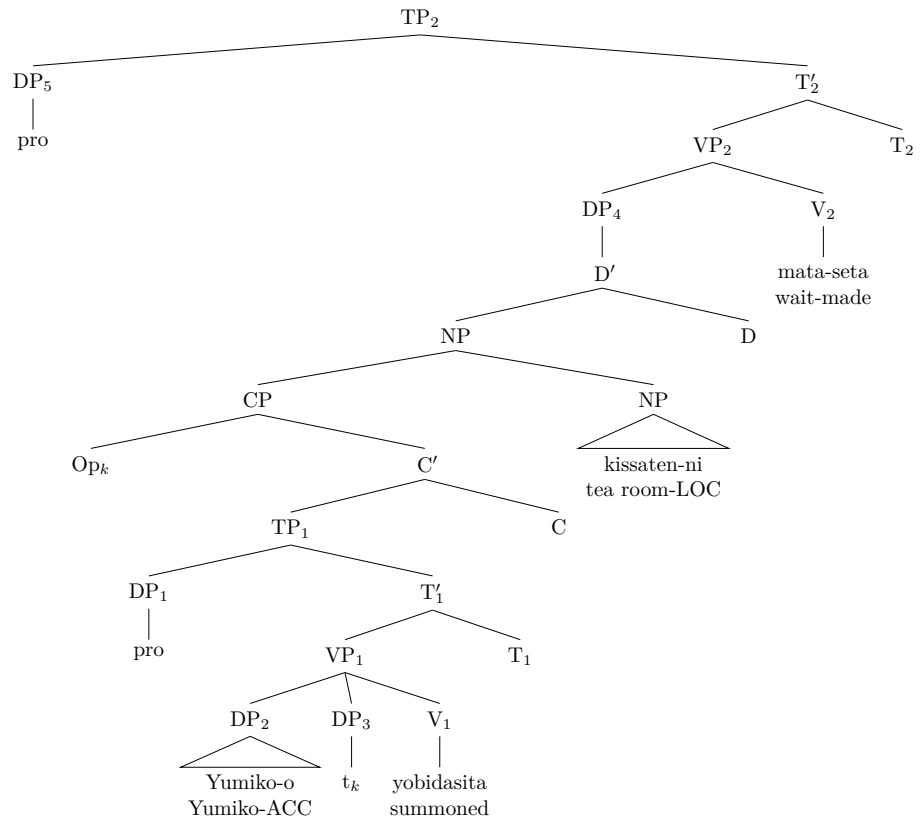 TP₂
DP₅ T′₂
pro VP₂ T₂
DP₄ V₂
D′ mata-seta
wait-made
NP D
CP NP
Opₖ C′ kissaten-ni
tea room-LOC
TP₁ C
DP₁ T′₁
pro VP₁ T₁
DP₂ DP₃ V₁
Yumiko-o tₖ yobidasita
Yumiko-ACC summoned